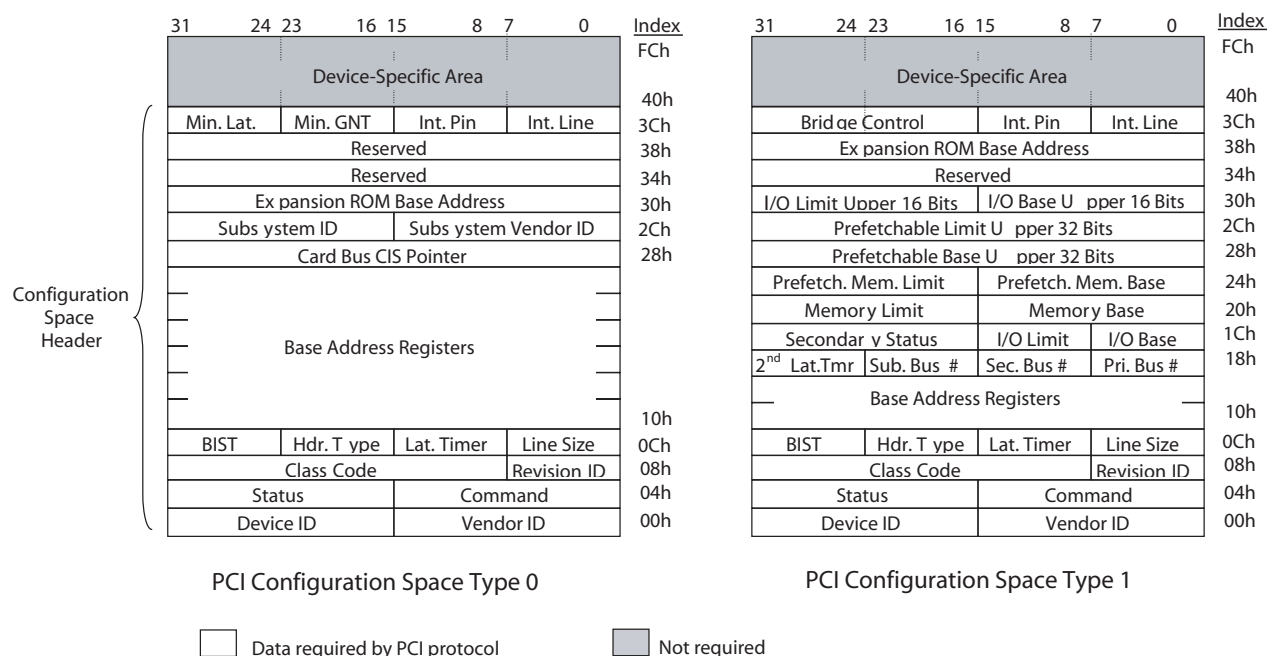 31 24 23 16 15 8 7 0 Index
FCh
Device-Specific Area
40h
Min. Lat. Min. GNT Int. Pin Int. Line 3Ch
Reserved 38h
Reserved 34h
Ex pansion ROM Base Address 30h
Subs ystem ID Subs ystem Vendor ID 2Ch
Card Bus CIS Pointer 28h
Configuration
Space
Header
Base Address Registers
10h
BIST Hdr. T ype Lat. Timer Line Size 0Ch
Class Code Revision ID 08h
Status Command 04h
Device ID Vendor ID 00h
PCI Configuration Space Type 0
31 24 23 16 15 8 7 0 Index
FCh
Device-Specific Area
40h
Brid ge Control Int. Pin Int. Line 3Ch
Ex pansion ROM Base Address 38h
Reserved 34h
I/O Limit Upper 16 Bits I/O Base U pper 16 Bits 30h
Prefetchable Limit U pper 32 Bits 2Ch
Prefetchable Base U pper 32 Bits 28h
Prefetch. Mem. Limit Prefetch. Mem. Base 24h
Memory Limit Memory Base 20h
Secondar y Status I/O Limit I/O Base 1Ch
2nd Lat.Tmr Sub. Bus # Sec. Bus # Pri. Bus # 18h
Base Address Registers
10h
BIST Hdr. T ype Lat. Timer Line Size 0Ch
Class Code Revision ID 08h
Status Command 04h
Device ID Vendor ID 00h
PCI Configuration Space Type 1
Data required by PCI protocol Not required